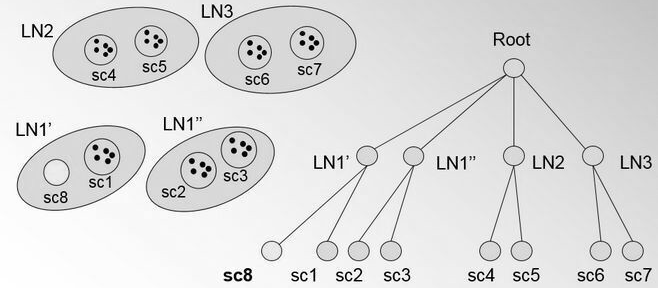 LN2
LN3
sc4
sc5
sc6
sc7
LN1’
LN1”
sc8
sc1
sc2
sc3
Root
LN1’
LN1”
LN2
LN3
sc8
sc1
sc2
sc3
sc4
sc5
sc6
sc7